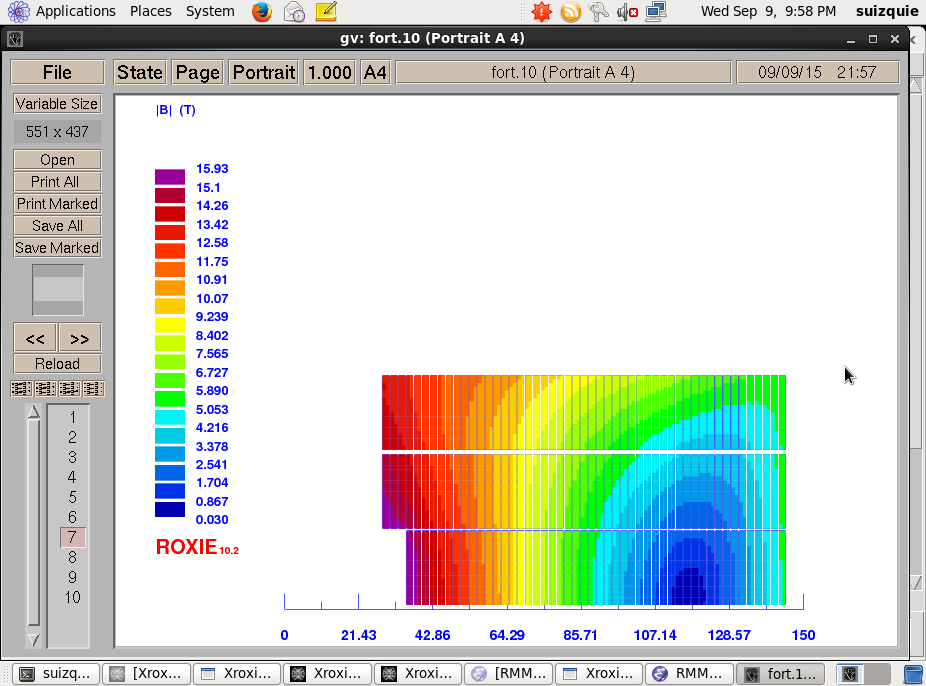 Applications Places System Wed Sep 9, 9:58 PM suizquie
gv: fort.10 (Portrait A 4)
File State Page Portrait 1.000 A4 fort.10 (Portrait A 4) 09/09/15 21:57
Variable Size
551 x 437
Open
Print All
Print Marked
Save All
Save Marked
<< >>
Reload
1
2
3
4
5
6
7
8
9
10
|B| (T)
15.93
15.1
14.26
13.42
12.58
11.75
10.91
10.07
9.239
8.402
7.565
6.727
5.890
5.053
4.216
3.378
2.541
1.704
0.867
0.030
ROXIE 10.2
0 21.43 42.86 64.29 85.71 107.14 128.57 150
suizq... [Xrox... Xroxi... Xroxi... Xroxi... [RMM... Xroxi... RMM... fort.1...